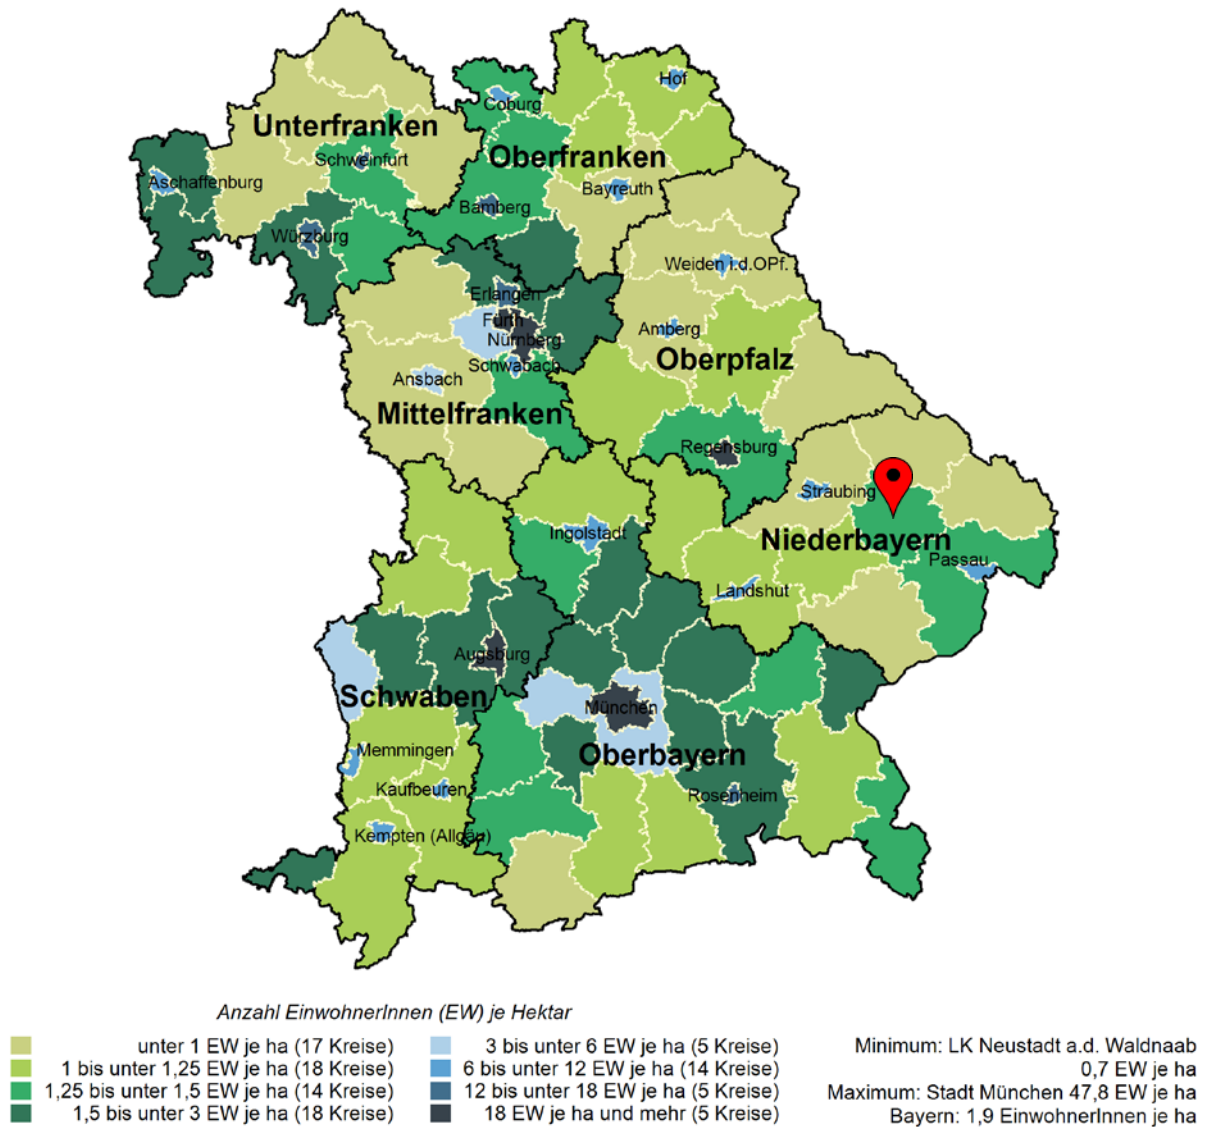 Hof
Coburg
Unterfranken
Oberfranken
Schweinfurt
Aschaffenburg
Bayreuth
Bamberg
Würzburg
Weiden i.d.OPf.
Erlangen
Fürth
Amberg
Nürnberg
Oberpfalz
Schwabach
Ansbach
Mittelfranken
Regensburg
Straubing
Ingolstadt
Niederbayern
Passau
Landshut
Augsburg
Schwaben
München
Memmingen
Oberbayern
Kaufbeuren
Rosenheim
Kempten (Allgäu)
Anzahl EinwohnerInnen (EW) je Hektar
unter 1 EW je ha (17 Kreise)
1 bis unter 1,25 EW je ha (18 Kreise)
1,25 bis unter 1,5 EW je ha (14 Kreise)
1,5 bis unter 3 EW je ha (18 Kreise)
3 bis unter 6 EW je ha (5 Kreise)
6 bis unter 12 EW je ha (14 Kreise)
12 bis unter 18 EW je ha (5 Kreise)
18 EW je ha und mehr (5 Kreise)
Minimum: LK Neustadt a.d. Waldnaab
0,7 EW je ha
Maximum: Stadt München 47,8 EW je ha
Bayern: 1,9 EinwohnerInnen je ha